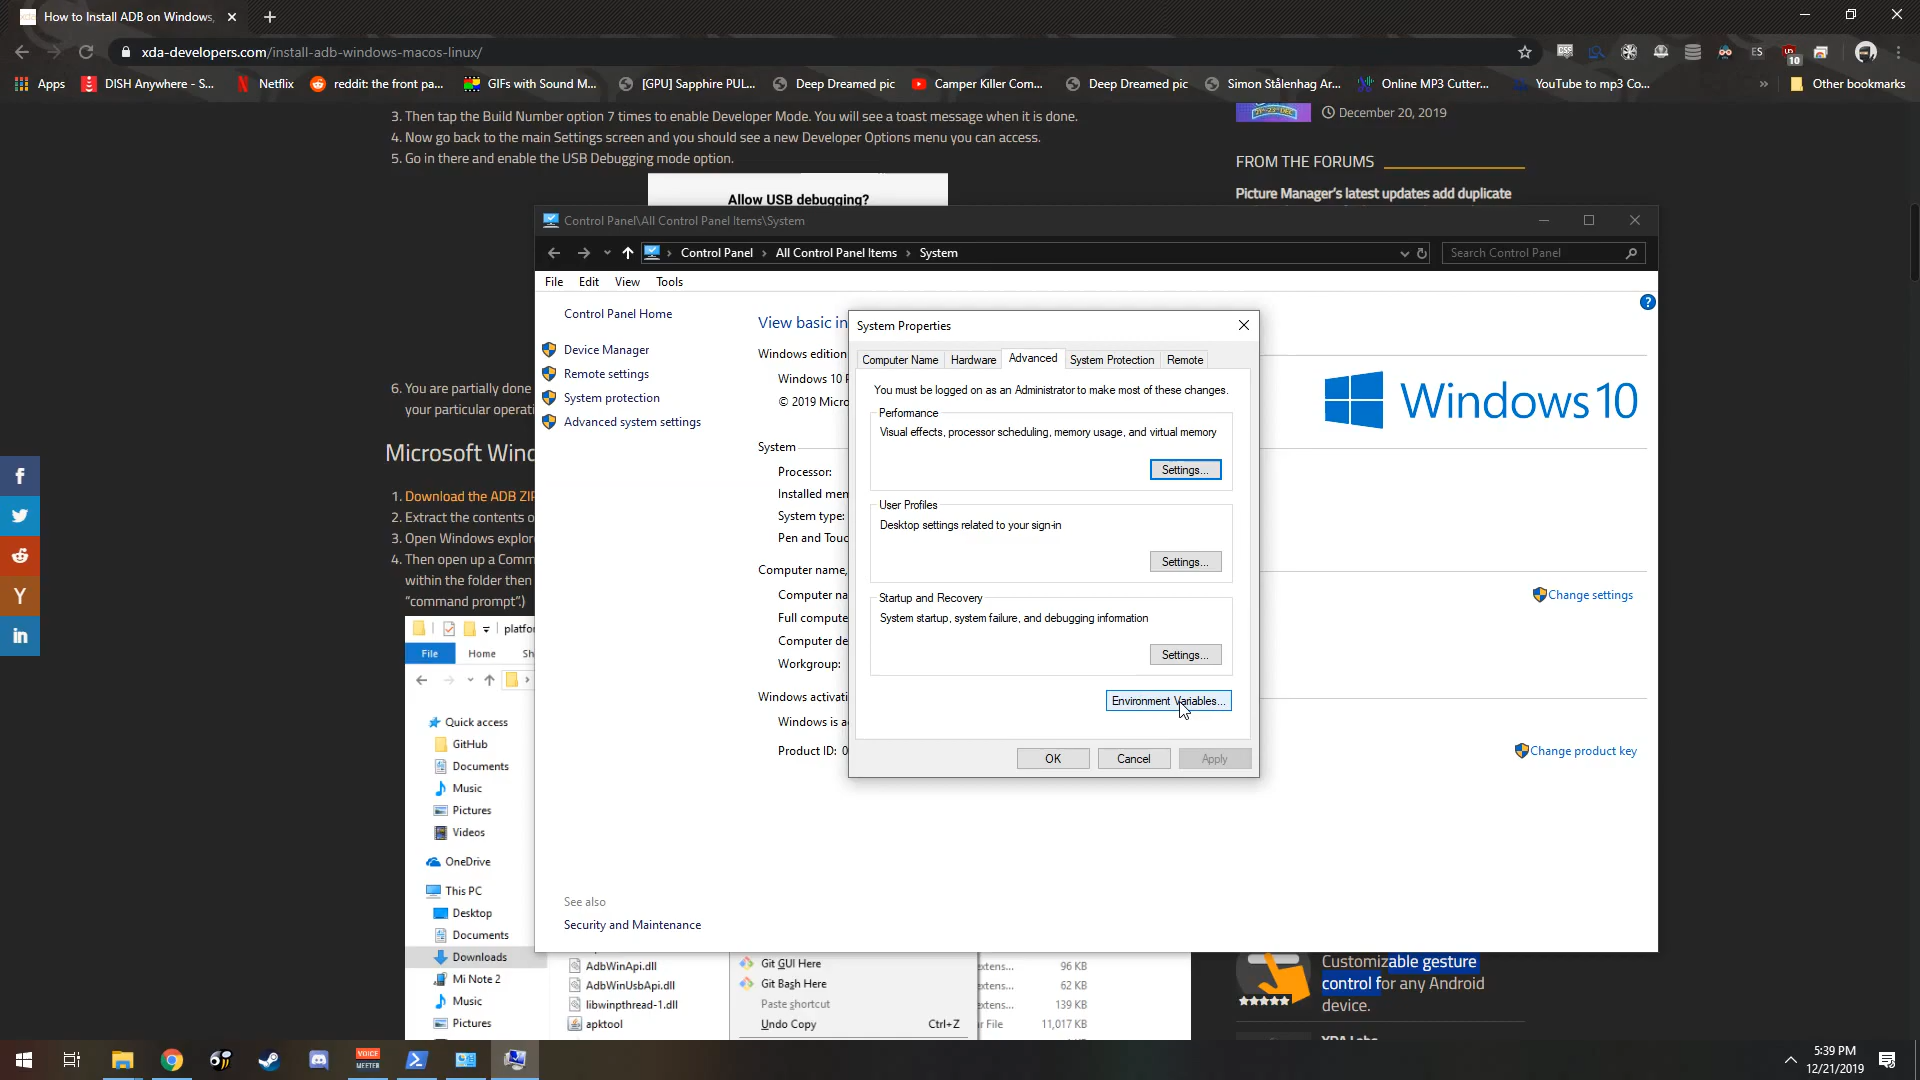 How to Install ADB on Windows,
xda-developers.com/install-adb-windows-macos-linux/
ES
10
Apps
DISH Anywhere - S...
Netflix
reddit: the front pa...
GIFs with Sound M...
[GPU] Sapphire PUL...
Deep Dreamed pic
Camper Killer Com...
Deep Dreamed pic
Simon Stålenhag Ar...
Online MP3 Cutter...
YouTube to mp3 Co...
»
Other bookmarks
3. Then tap the Build Number option 7 times to enable Developer Mode. You will see a toast message when it is done.
4. Now go back to the main Settings screen and you should see a new Developer Options menu you can access.
5. Go in there and enable the USB Debugging mode option.
Allow USB debugging?
December 20, 2019
FROM THE FORUMS
Picture Manager's latest updates add duplicate
Control Panel\All Control Panel Items\System
Control Panel > All Control Panel Items > System
Search Control Panel
File Edit View Tools
Control Panel Home
Device Manager
Remote settings
System protection
Advanced system settings
View basic in
Windows edition
Windows 10 P
© 2019 Micro
System
Processor:
Installed mem
System type:
Pen and Touc
Computer name,
Computer na
Full compute
Computer de
Workgroup:
Windows activati
Windows is a
Product ID: 0
Windows 10
Change settings
Change product key
See also
Security and Maintenance
System Properties
Computer Name
Hardware
Advanced
System Protection
Remote
You must be logged on as an Administrator to make most of these changes.
Performance
Visual effects, processor scheduling, memory usage, and virtual memory
Settings...
User Profiles
Desktop settings related to your sign-in
Settings...
Startup and Recovery
System startup, system failure, and debugging information
Settings...
Environment Variables...
OK
Cancel
Apply
6. You are partially done
your particular operati
Microsoft Wind
1. Download the ADB ZIP
2. Extract the contents o
3. Open Windows explor
4. Then open up a Comm
within the folder then
"command prompt".)
platfor
File
Home
Sh
Quick access
GitHub
Documents
Music
Pictures
Videos
OneDrive
This PC
Desktop
Documents
Downloads
Mi Note 2
Music
Pictures
AdbWinApi.dll
AdbWinUsbApi.dll
libwinpthread-1.dll
apktool
Git GUI Here
Git Bash Here
Paste shortcut
Undo Copy Ctrl+Z
extens... 96 KB
extens... 62 KB
extens... 139 KB
r File 11,017 KB
Customizable gesture
control for any Android
device.
VOICE
MEETER
5:39 PM
12/21/2019